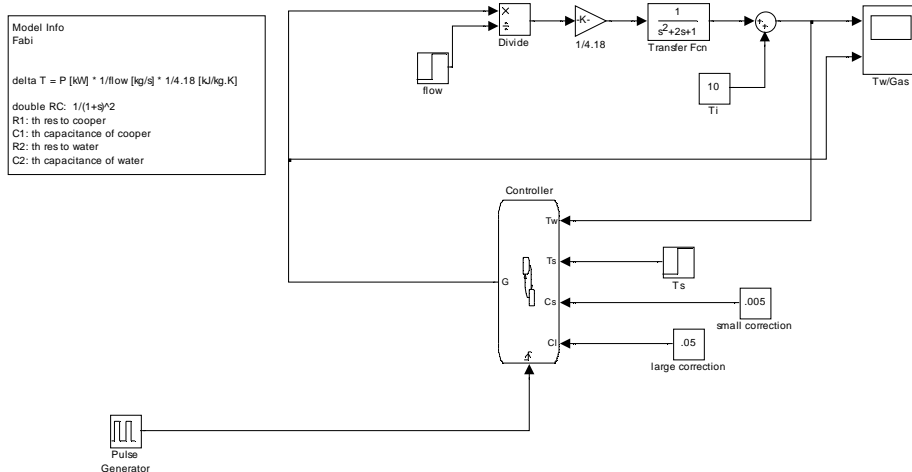 Model Info
Fabi
delta T = P [kW] * 1/flow [kg/s] * 1/4.18 [kJ/kg.K]
double RC: 1/(1+s)^2
R1: th res to cooper
C1: th capacitance of cooper
R2: th res to water
C2: th capacitance of water
×
÷
Divide
flow
-K-
1/4.18
1
s²+2s+1
Transfer Fcn
+
+
10
Ti
Tw/Gas
Controller
Tw
Ts
Cs
Cl
G
Ts
.005
small correction
.05
large correction
Pulse
Generator